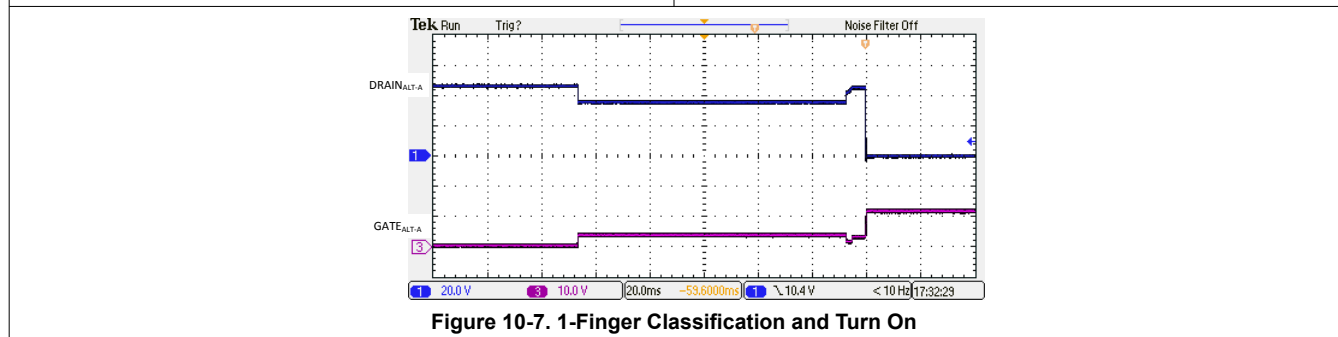 Tek Run Trig? Noise Filter Off
T
T
DRAINALT-A
1
GATEALT-A
3
1 20.0 V 3 10.0 V 20.0ms -59.6000ms 1 \ 10.4 V < 10 Hz 17:32:29
Figure 10-7. 1-Finger Classification and Turn On